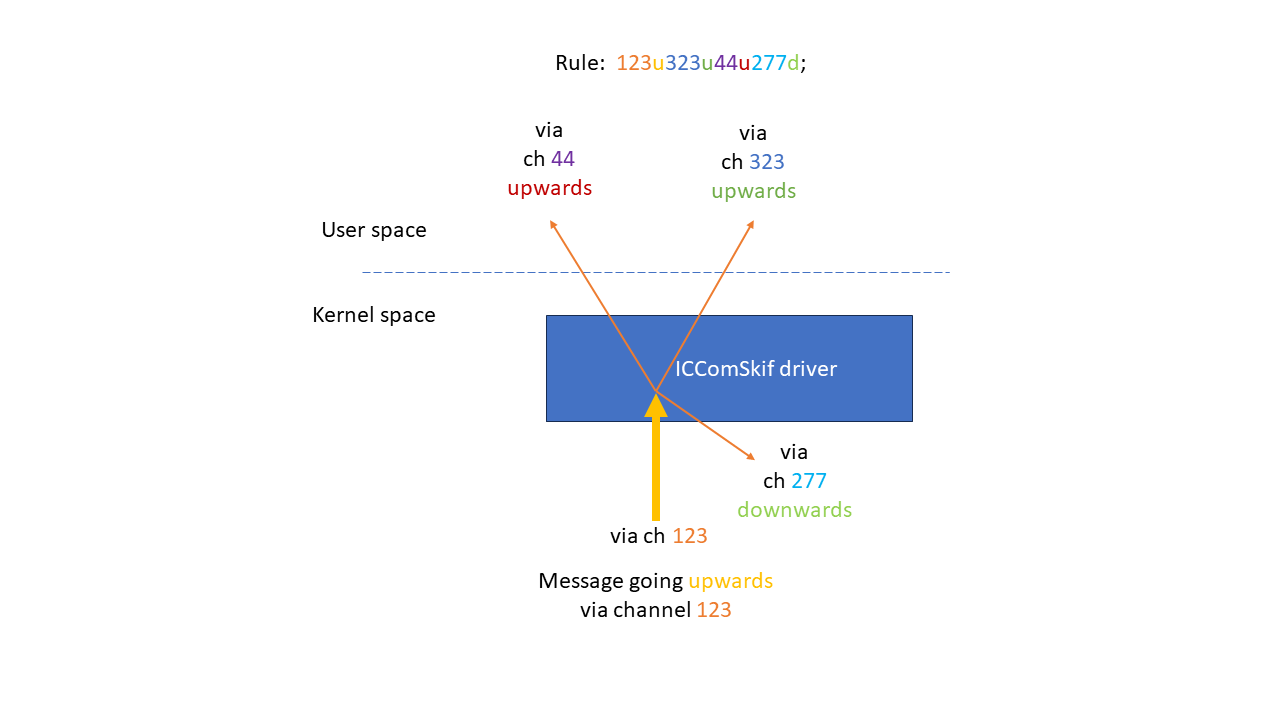 Rule: 123u323u44u277d;
via
ch 44
upwards
via
ch 323
upwards
User space
Kernel space
ICComSkif driver
via
ch 277
downwards
via ch 123
Message going upwards
via channel 123